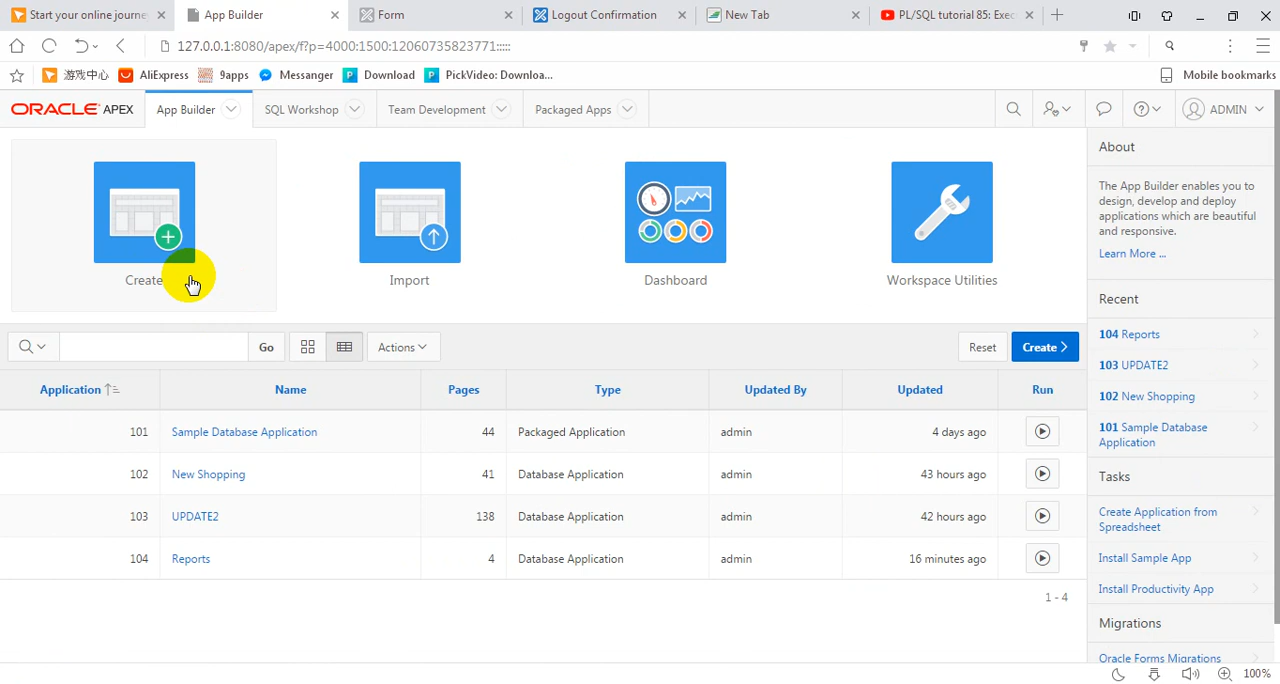 Start your online journey
App Builder
Form
Logout Confirmation
New Tab
PL/SQL tutorial 85: Exec
127.0.0.1:8080/apex/f?p=4000:1500:12060735823771:::::
游戏中心 AliExpress 9apps Messanger Download PickVideo: Downloa...
Mobile bookmarks
ORACLE APEX App Builder SQL Workshop Team Development Packaged Apps ADMIN
Create
Import
Dashboard
Workspace Utilities
Go Actions Reset Create
Application Name Pages Type Updated By Updated Run
101 Sample Database Application 44 Packaged Application admin 4 days ago
102 New Shopping 41 Database Application admin 43 hours ago
103 UPDATE2 138 Database Application admin 42 hours ago
104 Reports 4 Database Application admin 16 minutes ago
1 - 4
About
The App Builder enables you to
design, develop and deploy
applications which are beautiful
and responsive.
Learn More ...
Recent
104 Reports
103 UPDATE2
102 New Shopping
101 Sample Database
Application
Tasks
Create Application from
Spreadsheet
Install Sample App
Install Productivity App
Migrations
Oracle Forms Migrations
100%